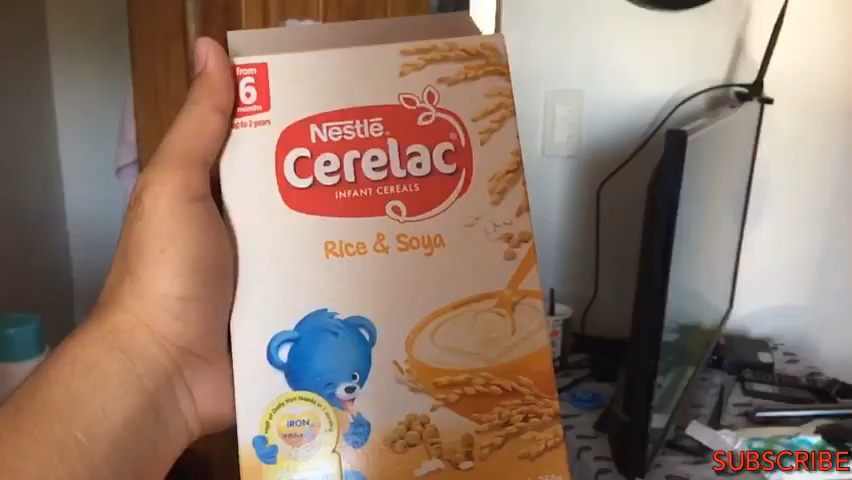 from
6
months
up to 2 years
Nestlé
Cerelac
INFANT CEREALS
Rice & Soya
IRON
SUBSCRIBE